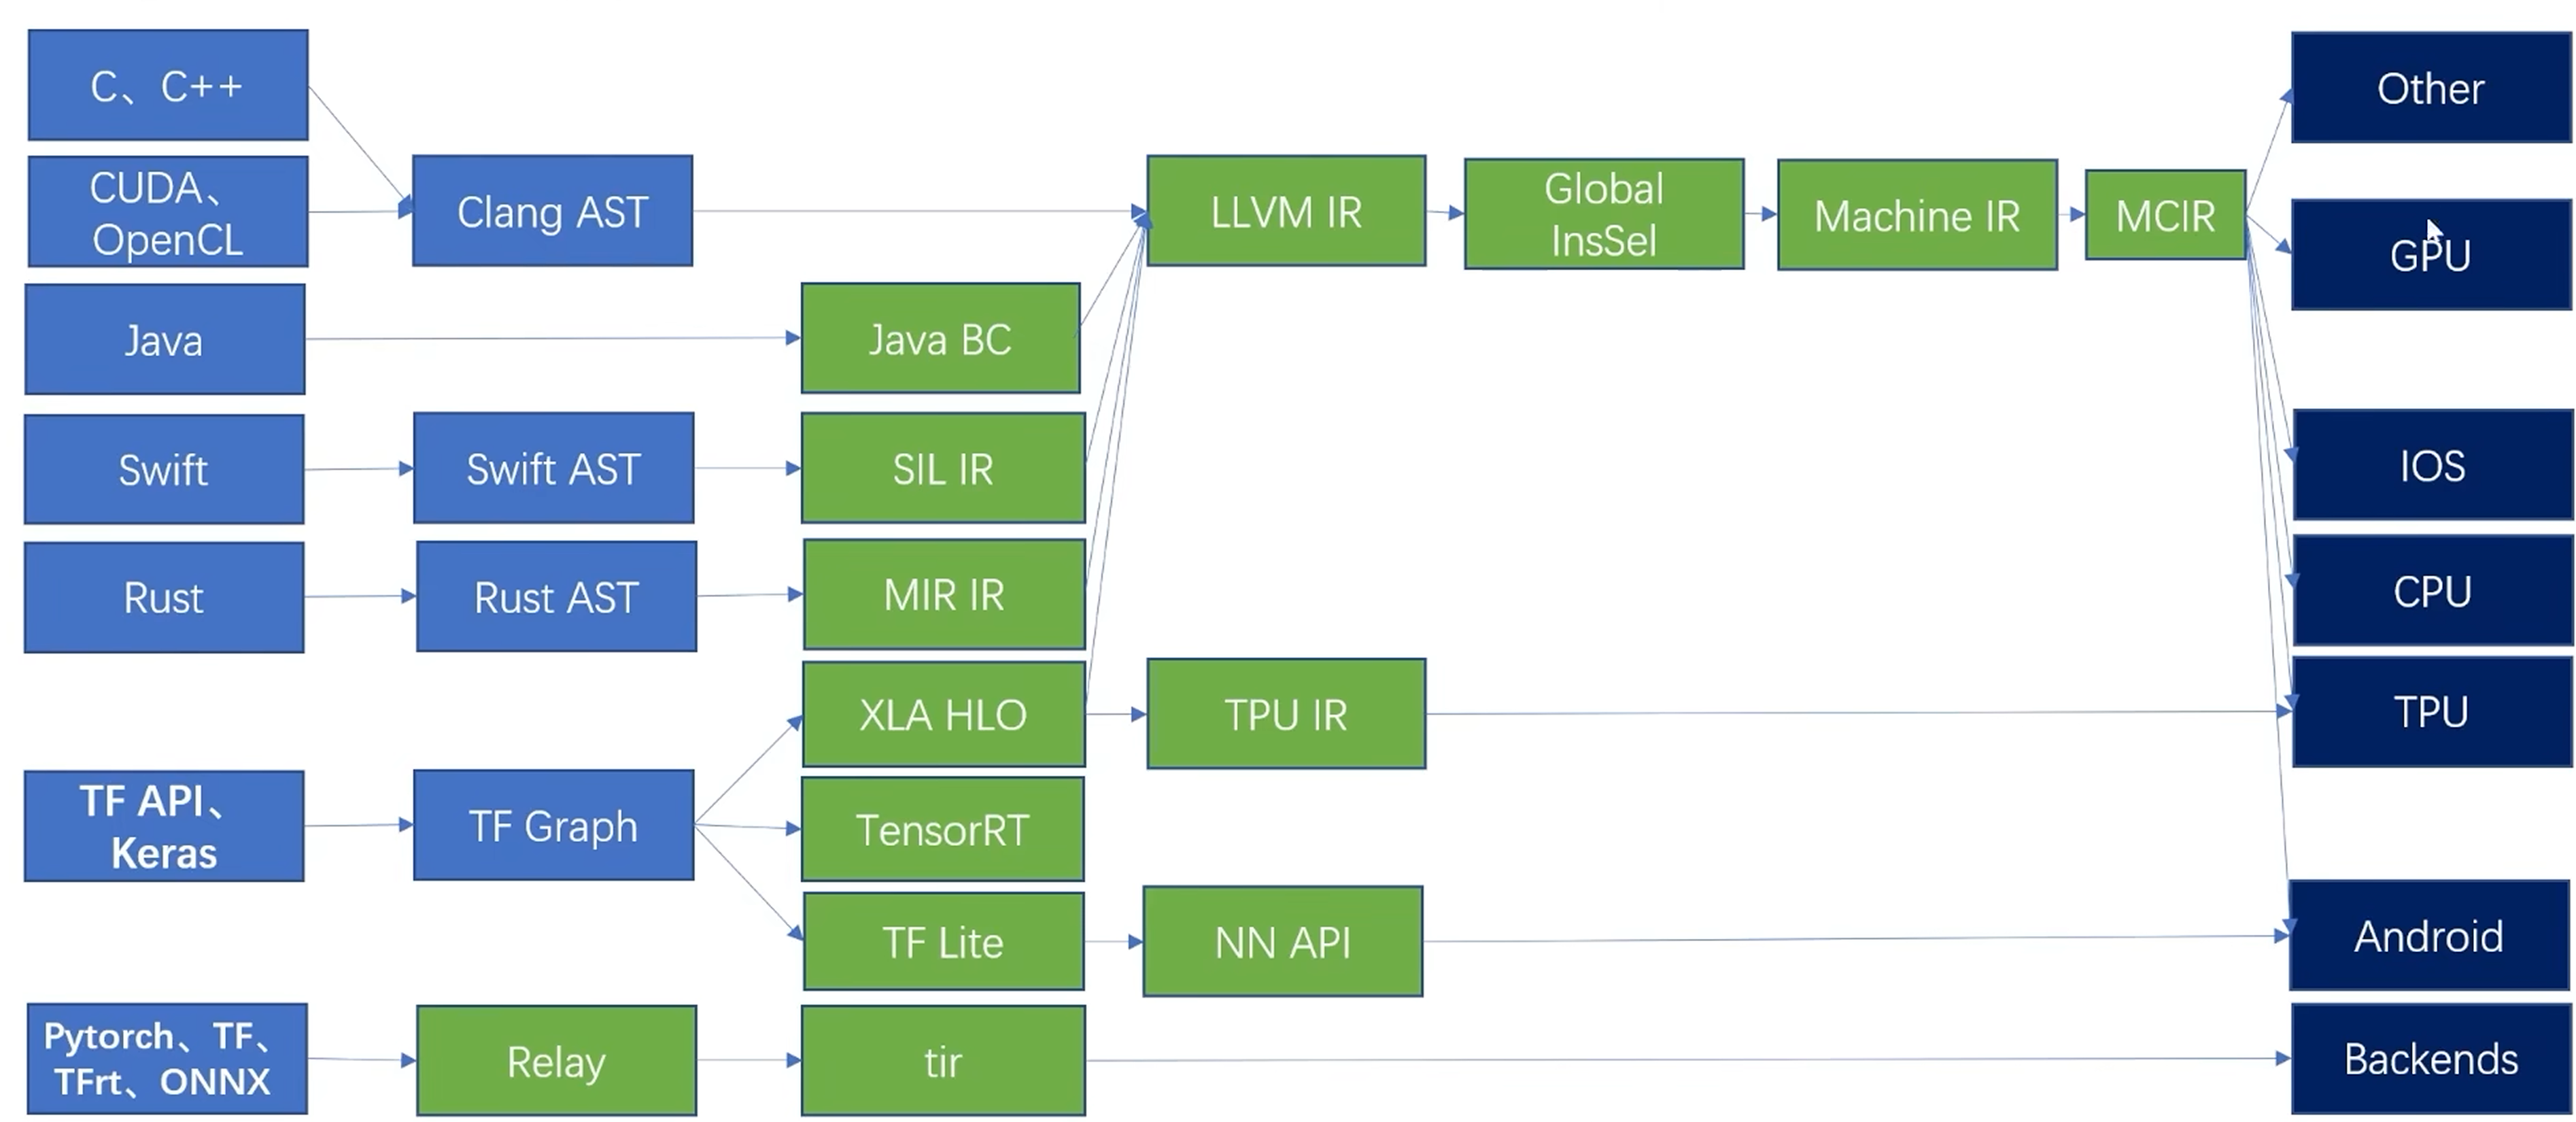 C、C++
CUDA、
OpenCL
Java
Swift
Rust
TF API、
Keras
Pytorch、TF、
TFrt、ONNX
Clang AST
Swift AST
Rust AST
TF Graph
Relay
Java BC
SIL IR
MIR IR
XLA HLO
TensorRT
TF Lite
tir
LLVM IR
TPU IR
NN API
Global
InsSel
Machine IR
MCIR
Other
GPU
IOS
CPU
TPU
Android
Backends